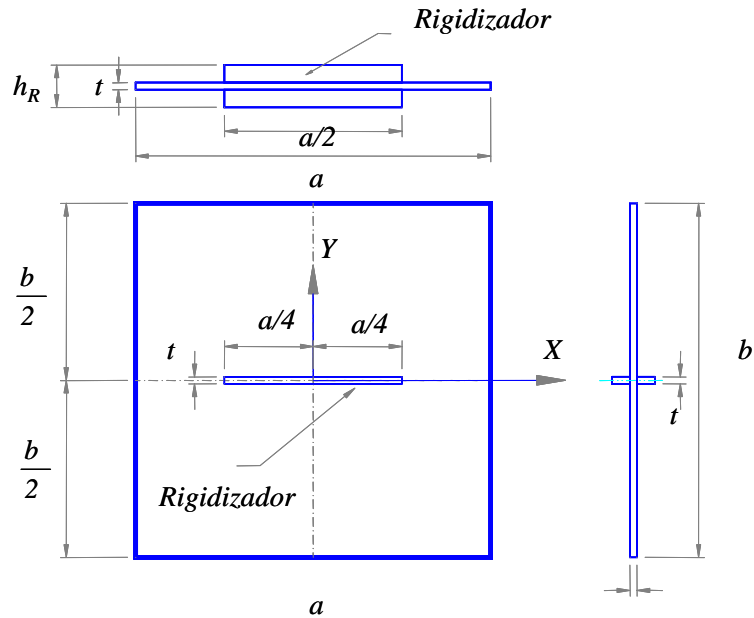 Rigidizador
h_R
t
a/2
a
Y
b/2
a/4
a/4
t
X
b
t
b/2
Rigidizador
a